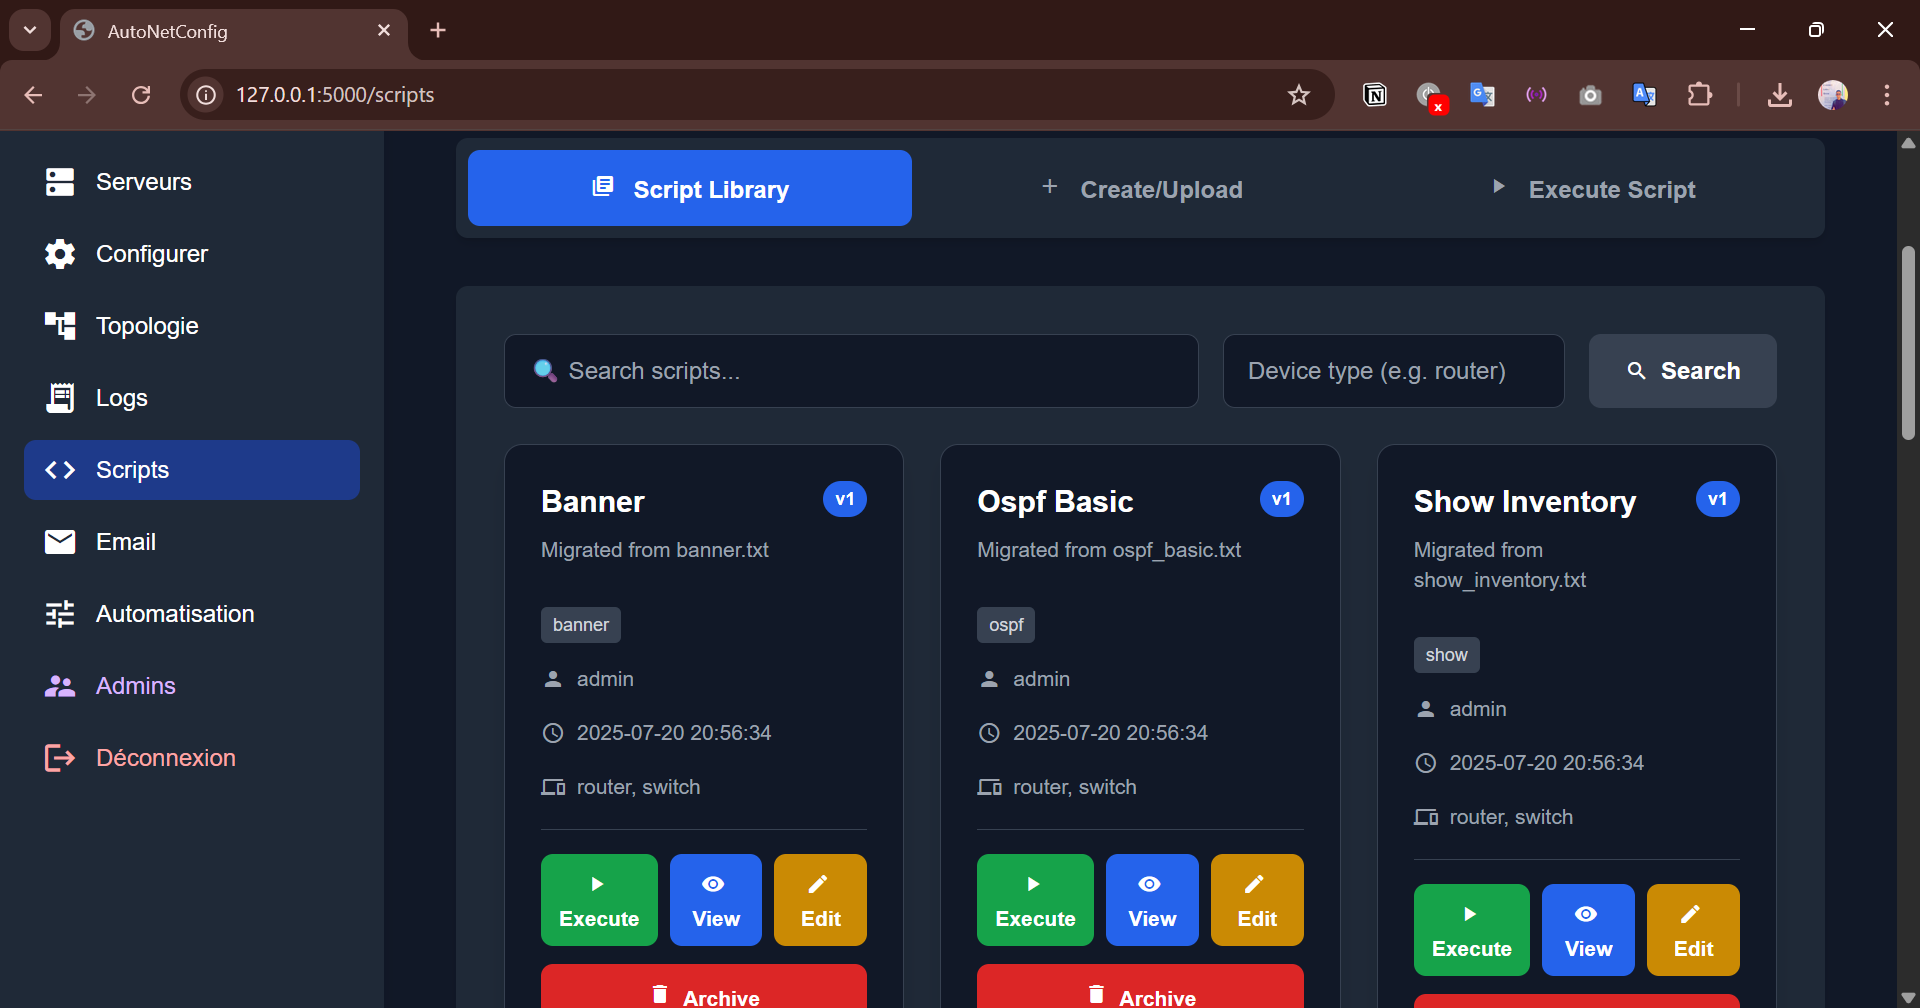 AutoNetConfig
127.0.0.1:5000/scripts
Serveurs
Configurer
Topologie
Logs
Scripts
Email
Automatisation
Admins
Déconnexion
Script Library
+ Create/Upload
Execute Script
Search scripts...
Device type (e.g. router)
Search
Banner
v1
Migrated from banner.txt
banner
admin
2025-07-20 20:56:34
router, switch
Execute
View
Edit
Archive
Ospf Basic
v1
Migrated from ospf_basic.txt
ospf
admin
2025-07-20 20:56:34
router, switch
Execute
View
Edit
Archive
Show Inventory
v1
Migrated from
show_inventory.txt
show
admin
2025-07-20 20:56:34
router, switch
Execute
View
Edit